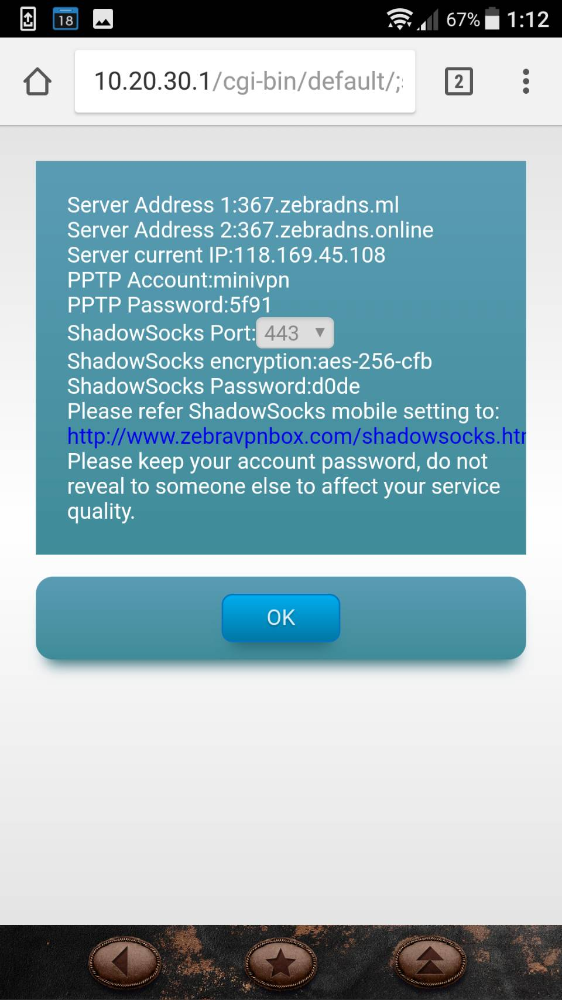 18
67%
1:12
10.20.30.1/cgi-bin/default/;
2
Server Address 1:367.zebradns.ml
Server Address 2:367.zebradns.online
Server current IP:118.169.45.108
PPTP Account:minivpn
PPTP Password:5f91
ShadowSocks Port:443
ShadowSocks encryption:aes-256-cfb
ShadowSocks Password:d0de
Please refer ShadowSocks mobile setting to:
http://www.zebravpnbox.com/shadowsocks.htm
Please keep your account password, do not
reveal to someone else to affect your service
quality.
OK